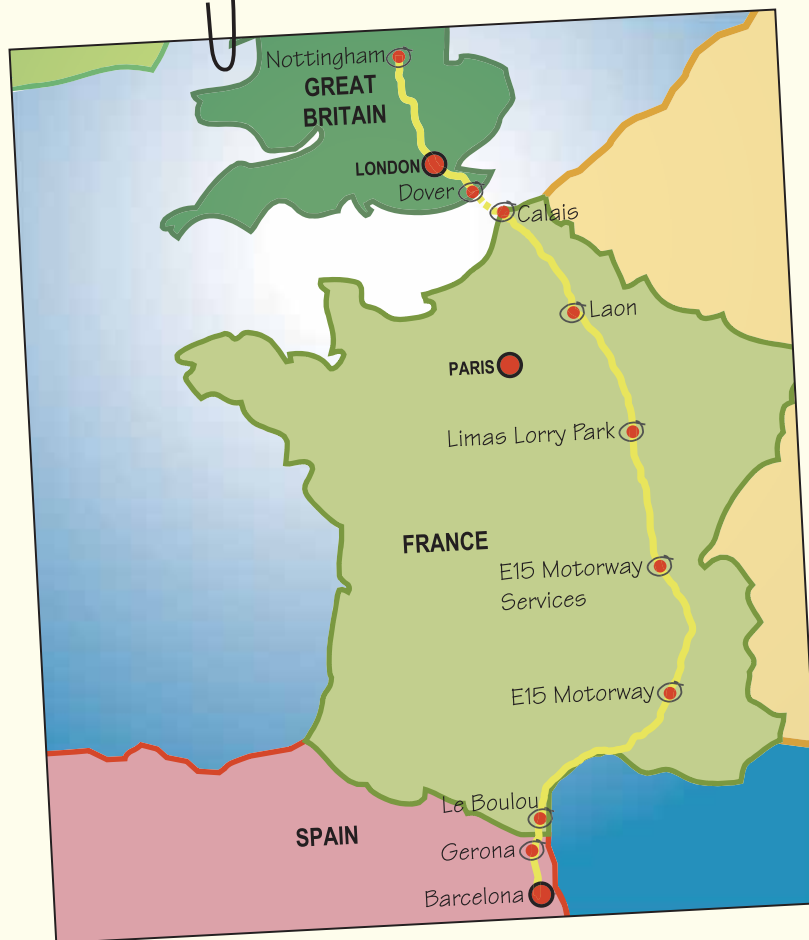 Nottingham
GREAT
BRITAIN
LONDON
Dover
Calais
Laon
PARIS
Limas Lorry Park
FRANCE
E15 Motorway
Services
E15 Motorway
Le Boulou
SPAIN
Gerona
Barcelona